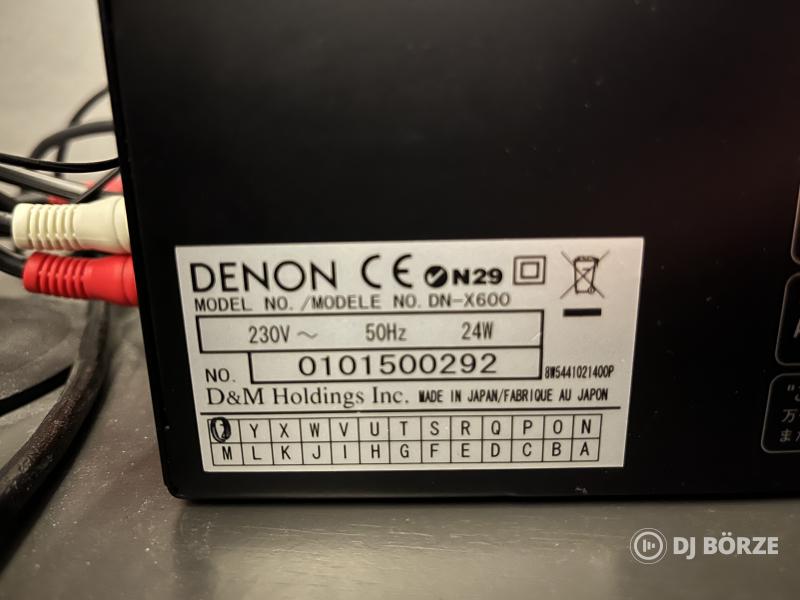 DENON CE N29
MODEL NO. /MODELE NO. DN-X600
230V ~ 50Hz 24W
NO. 0101500292 8W5441021400P
D&M Holdings Inc. MADE IN JAPAN/FABRIQUE AU JAPON
Y X W V U T S R Q P O N
M L K J I H G F E D C B A
DJ BÖRZE